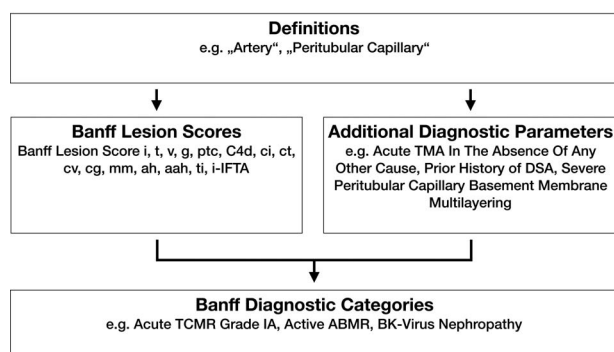 Definitions
e.g. „Artery“, „Peritubular Capillary“
Banff Lesion Scores
Banff Lesion Score i, t, v, g, ptc, C4d, ci, ct,
cv, cg, mm, ah, aah, ti, i-IFTA
Additional Diagnostic Parameters
e.g. Acute TMA In The Absence Of Any
Other Cause, Prior History of DSA, Severe
Peritubular Capillary Basement Membrane
Multilayering
Banff Diagnostic Categories
e.g. Acute TCMR Grade IA, Active ABMR, BK-Virus Nephropathy